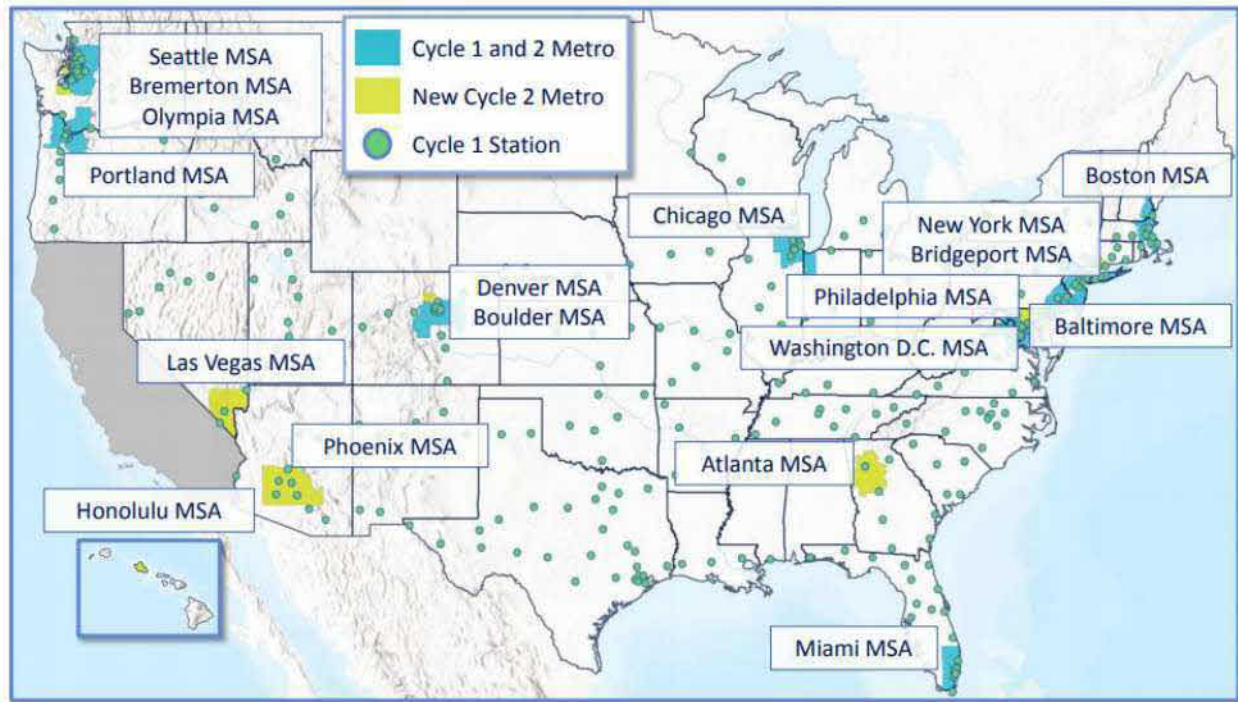 Cycle 1 and 2 Metro
New Cycle 2 Metro
Cycle 1 Station
Seattle MSA
Bremerton MSA
Olympia MSA
Portland MSA
Boston MSA
Chicago MSA
New York MSA
Bridgeport MSA
Denver MSA
Boulder MSA
Philadelphia MSA
Baltimore MSA
Washington D.C. MSA
Las Vegas MSA
Phoenix MSA
Atlanta MSA
Honolulu MSA
Miami MSA